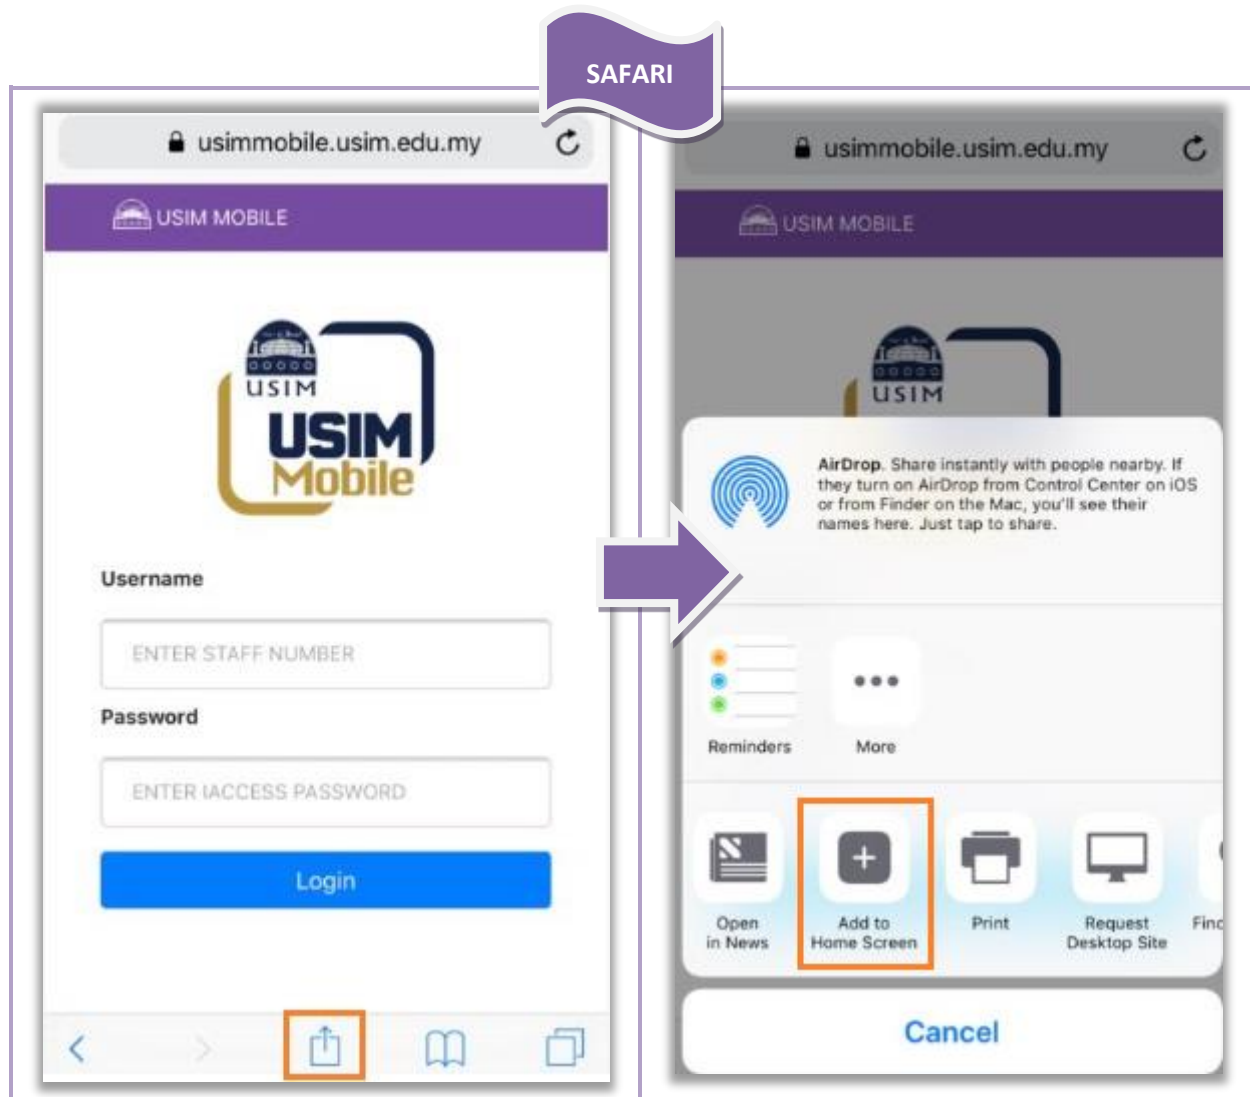 SAFARI
usimmobile.usim.edu.my
USIM MOBILE
USIM
USIM
Mobile
Username
ENTER STAFF NUMBER
Password
ENTER IACCESS PASSWORD
Login
usimmobile.usim.edu.my
USIM MOBILE
USIM
AirDrop. Share instantly with people nearby. If
they turn on AirDrop from Control Center on iOS
or from Finder on the Mac, you'll see their
names here. Just tap to share.
Reminders
More
Open
in News
Add to
Home Screen
Print
Request
Desktop Site
Find
Cancel